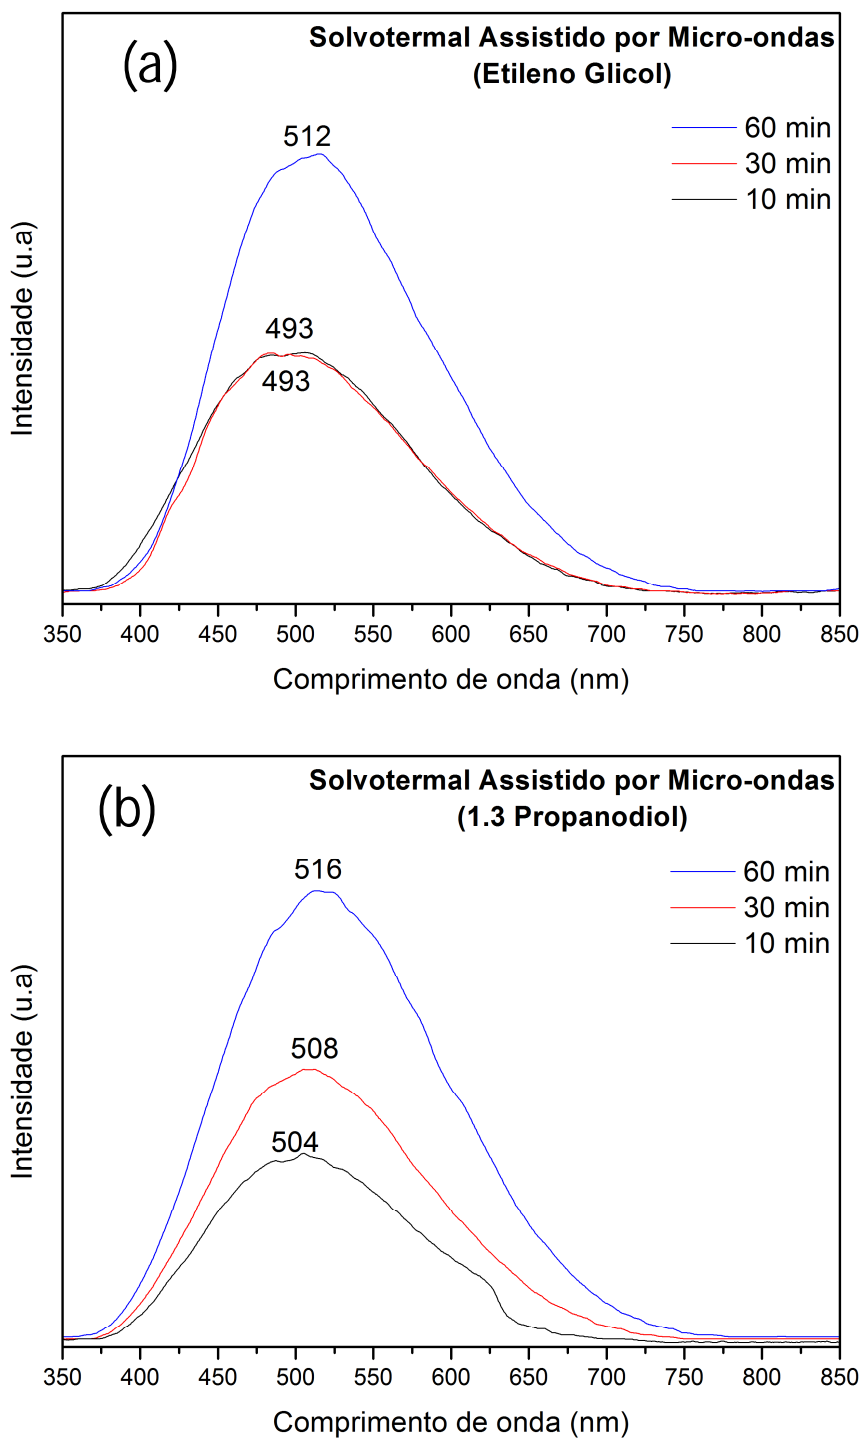 (a)
Solvotermal Assistido por Micro-ondas
(Etileno Glicol)
60 min
30 min
10 min
512
493
493
Intensidade (u.a)
350 400 450 500 550 600 650 700 750 800 850
Comprimento de onda (nm)
(b)
Solvotermal Assistido por Micro-ondas
(1.3 Propanodiol)
60 min
30 min
10 min
516
508
504
Intensidade (u.a)
350 400 450 500 550 600 650 700 750 800 850
Comprimento de onda (nm)